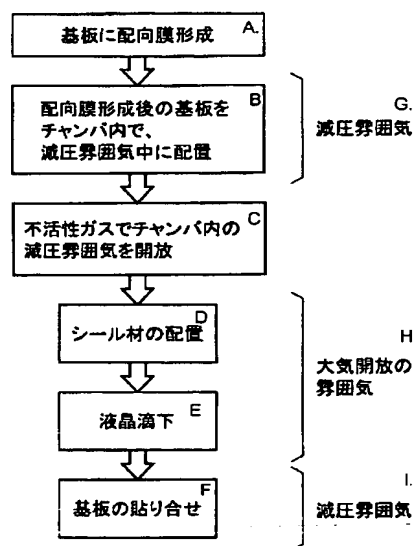 基板に配向膜形成 A.
配向膜形成後の基板を B
チャンバ内で、
減圧雰囲気中に配置
G.
減圧雰囲気
不活性ガスでチャンバ内の C
減圧雰囲気を開放
シール材の配置 D
H
大気開放の
雰囲気
液晶滴下 E
基板の貼り合せ F
I.
減圧雰囲気